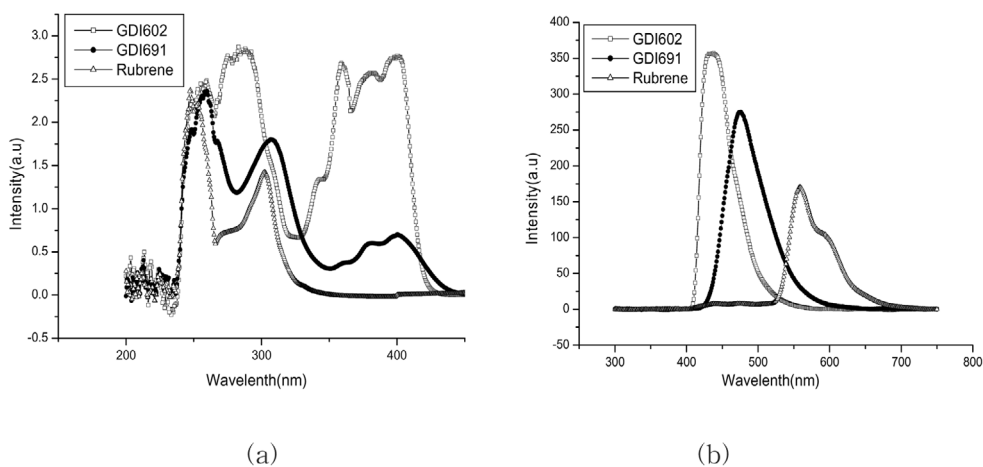 GDI602
GDI691
Rubrene
3.0
2.5
2.0
1.5
1.0
0.5
0.0
-0.5
Intensity(a.u)
200
300
400
Wavelenth(nm)
(a)
GDI602
GDI691
Rubrene
400
350
300
250
200
150
100
50
0
-50
Intensity(a.u)
300
400
500
600
700
800
Wavelenth(nm)
(b)